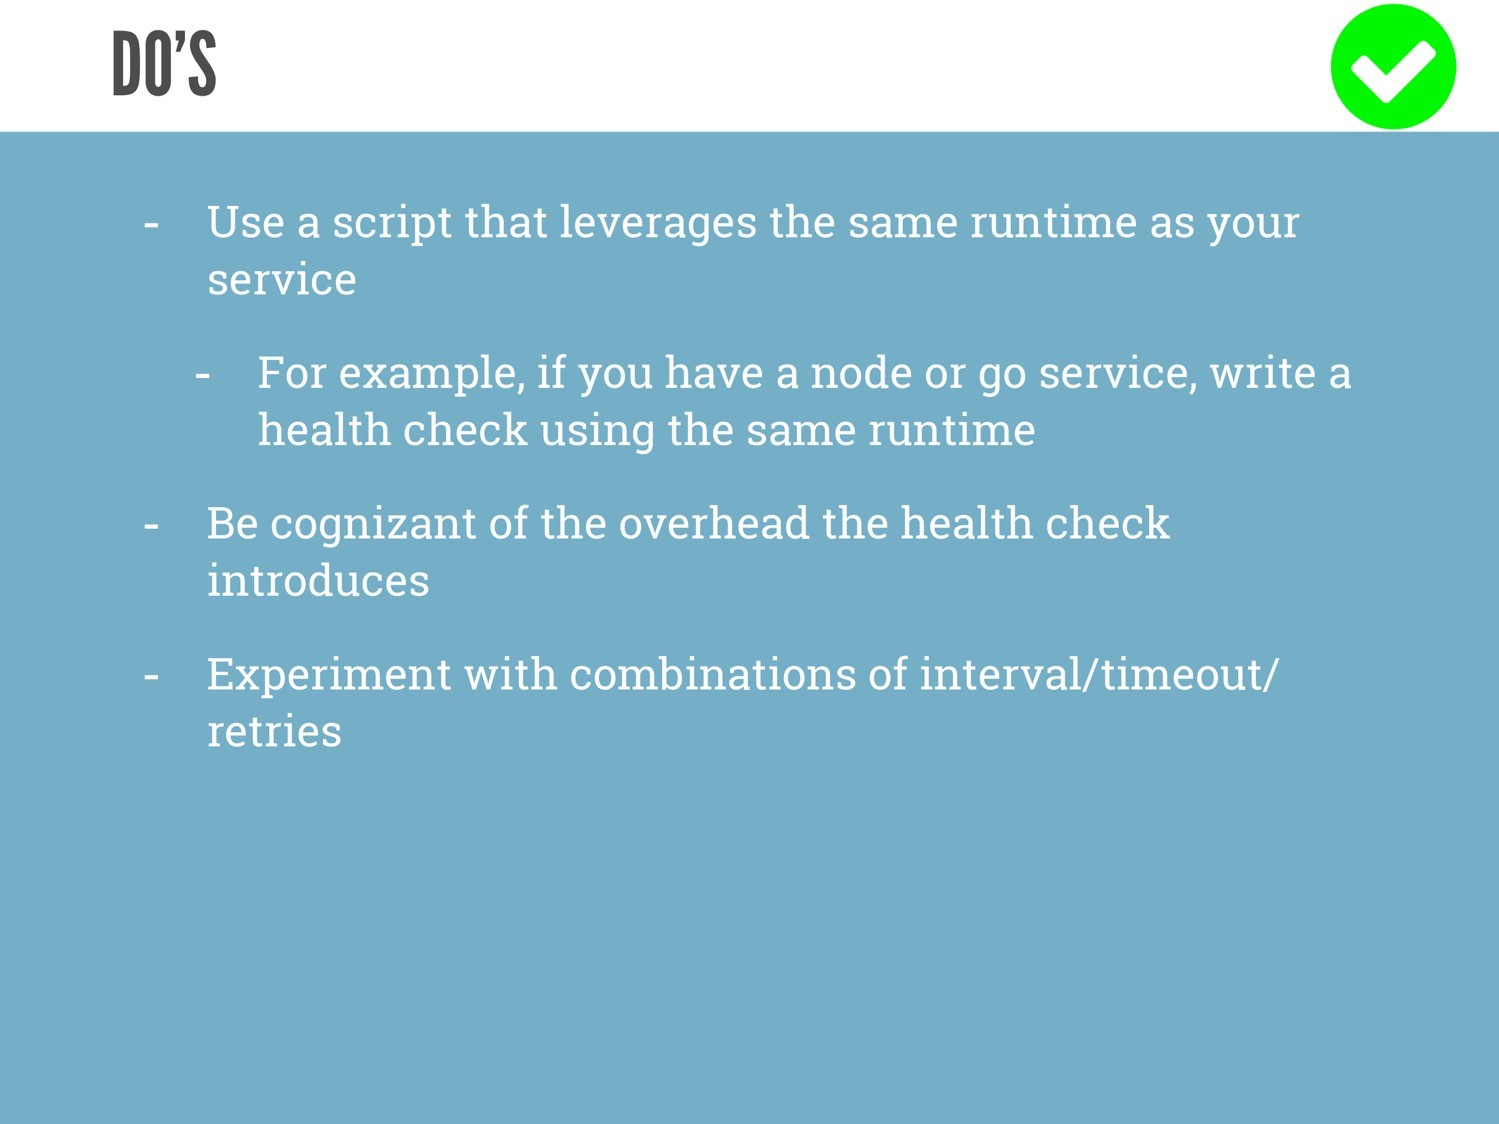 DO’S
- Use a script that leverages the same runtime as your
service
- For example, if you have a node or go service, write a
health check using the same runtime
- Be cognizant of the overhead the health check
introduces
- Experiment with combinations of interval/timeout/
retries